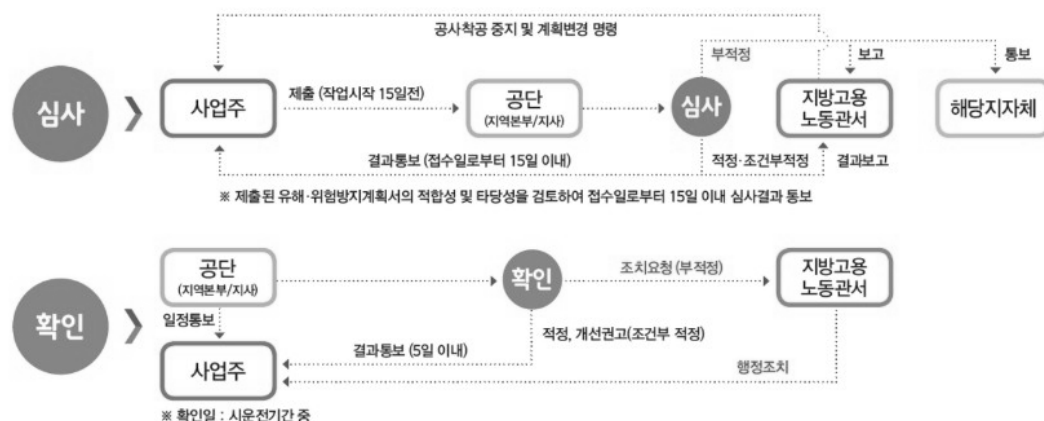 공사착공 중지 및 계획변경 명령
부적정
보고
통보
심사
사업주
제출 (작업시작 15일전)
공단
(지역본부/지사)
심사
지방고용
노동관서
해당지자체
결과통보 (접수일로부터 15일 이내)
적정·조건부적정
결과보고
※ 제출된 유해·위험방지계획서의 적합성 및 타당성을 검토하여 접수일로부터 15일 이내 심사결과 통보
확인
공단
(지역본부/지사)
확인
조치요청 (부적정)
지방고용
노동관서
일정통보
적정, 개선권고(조건부 적정)
사업주
결과통보 (5일 이내)
행정조치
※ 확인일 : 시운전기간 중